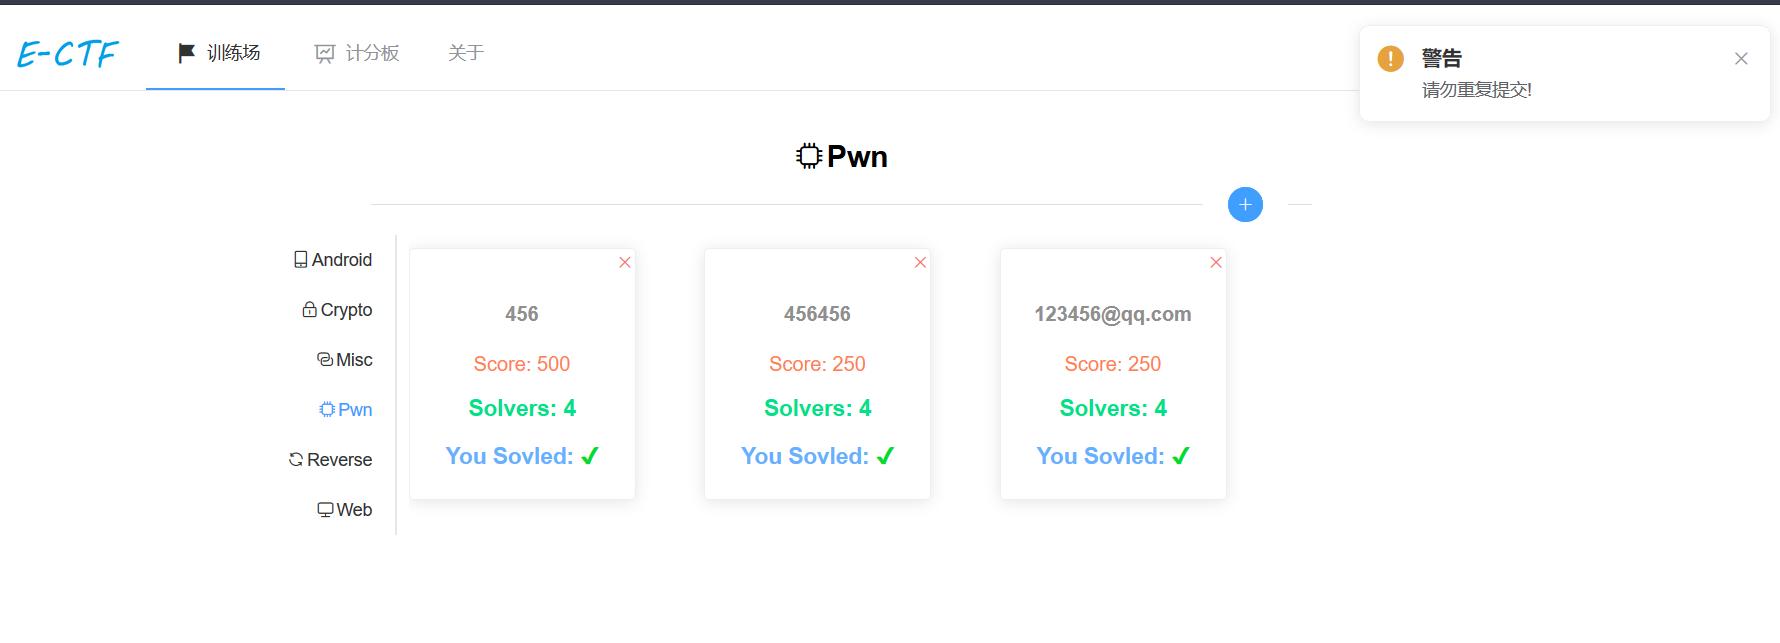 E-CTF
训练场
计分板
关于
警告
请勿重复提交!
Pwn
Android
Crypto
Misc
Pwn
Reverse
Web
456
Score: 500
Solvers: 4
You Sovled: ✔
456456
Score: 250
Solvers: 4
You Sovled: ✔
123456@qq.com
Score: 250
Solvers: 4
You Sovled: ✔